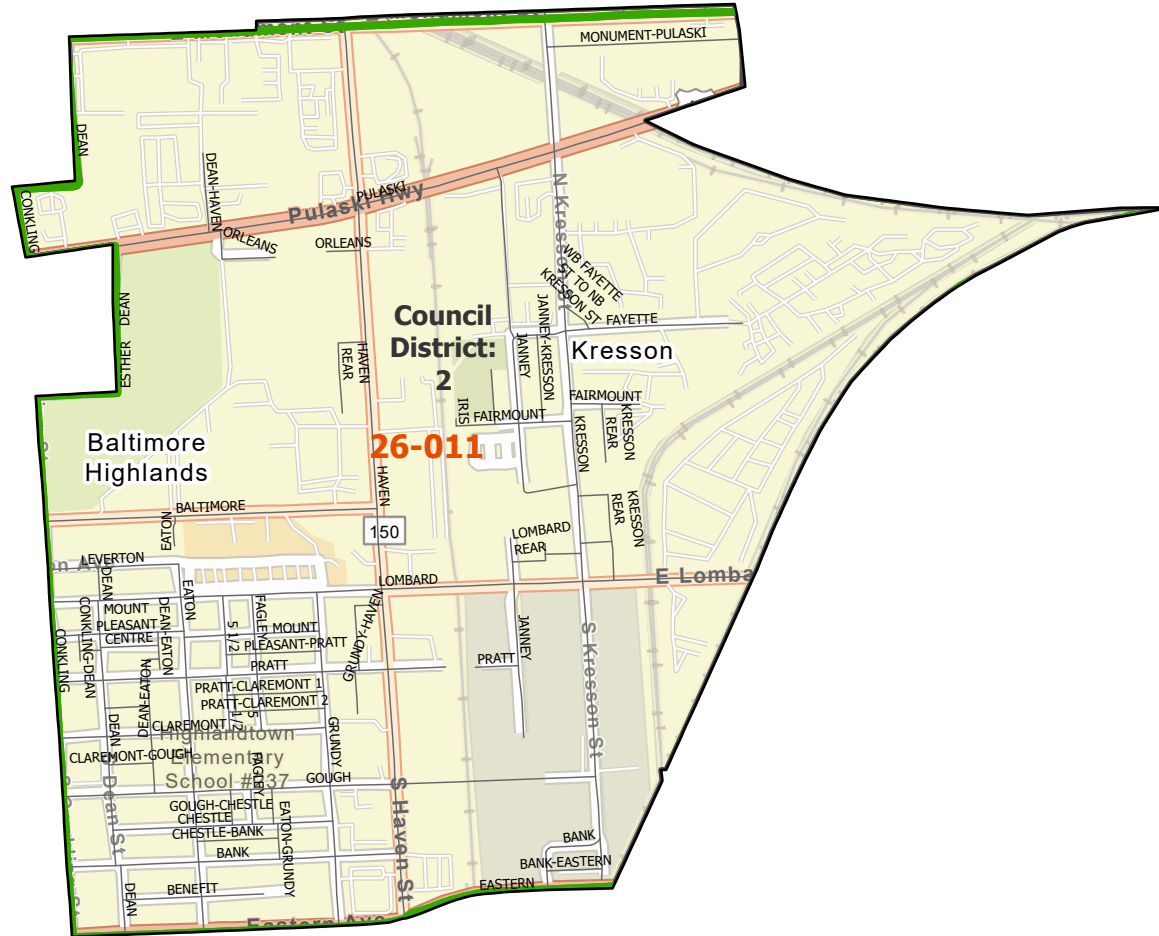 MONUMENT-PULASKI
DEAN
DEAN-HAVEN
CONKLING
PULASKI
Pulaski Hwy
ORLEANS
ORLEANS
N Kresson St
WB FAYETTE
ST TO NB
KRESSON ST
FAYETTE
ESTHER
DEAN
Council
District:
2
JANNEY-KRESSON
JANNEY
Kresson
HAVEN
REAR
IRIS
FAIRMOUNT
FAIRMOUNT
KRESSON
REAR
KRESSON
Baltimore
Highlands
26-011
HAVEN
BALTIMORE
EATON
150
KRESSON
REAR
LOMBARD
REAR
LEVERTON
LOMBARD
E Lomba
DEAN
EATON
MOUNT
PLEASANT
CENTRE
CONKLING-DEAN
CONKLING
DEAN-EATON
FAGLEY
5 1/2
MOUNT
PLEASANT-PRATT
GRUNDY-HAVEN
JANNEY
PRATT
PRATT
S Kresson St
PRATT-CLAREMONT 1
PRATT-CLAREMONT 2
DEAN-EATON
DEAN
CLAREMONT
GRUNDY
Highlandtown
Elementary
School #237
CLAREMONT-GOUGH
FAGLEY
GOUGH
S Dean St
S Haven St
GOUGH-CHESTLE
CHESTLE
CHESTLE-BANK
BANK
EATON-GRUNDY
BANK
BANK-EASTERN
EASTERN
BENEFIT
DEAN
Eastern Ave